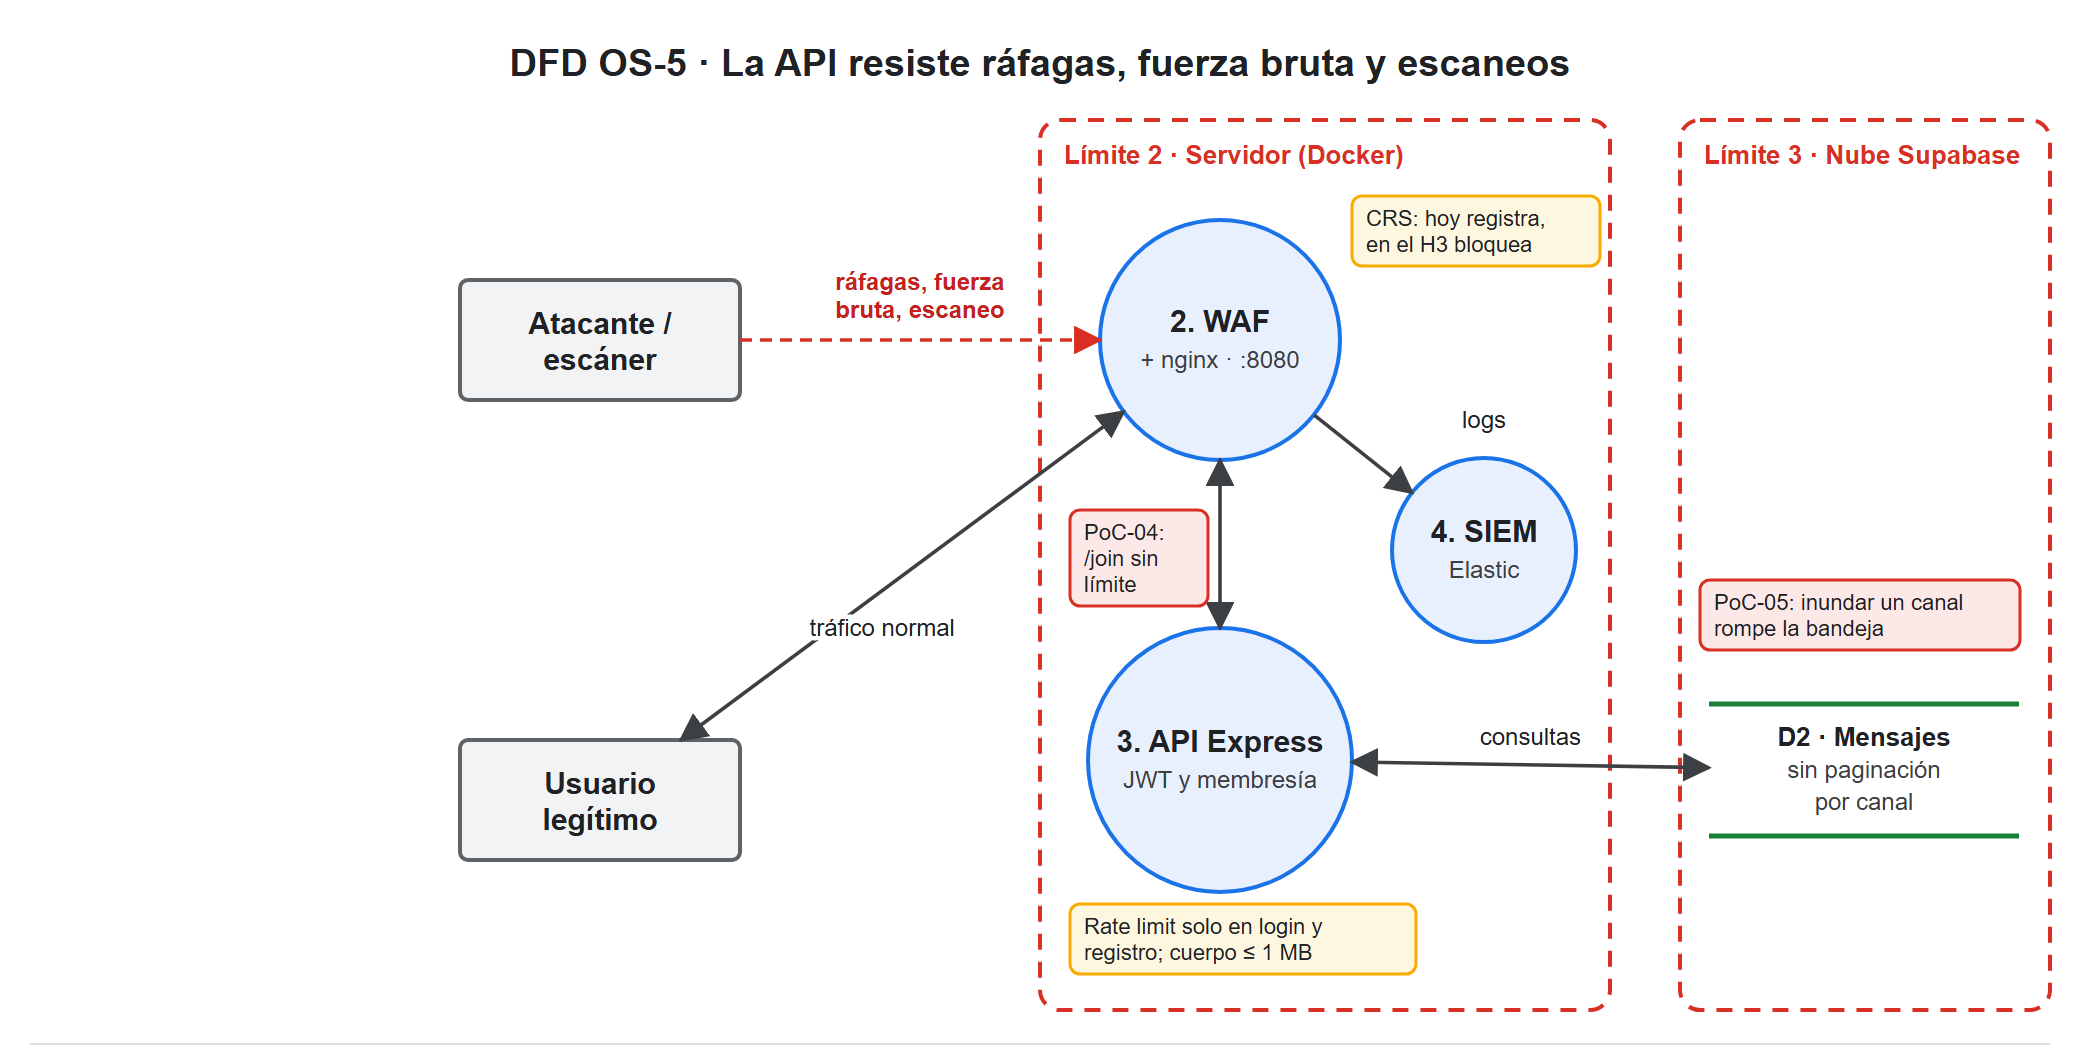 DFD OS-5 · La API resiste ráfagas, fuerza bruta y escaneos
Límite 2 · Servidor (Docker)
Límite 3 · Nube Supabase
CRS: hoy registra,
en el H3 bloquea
ráfagas, fuerza
bruta, escaneo
Atacante /
escáner
2. WAF
+ nginx · :8080
logs
PoC-04:
/join sin
límite
4. SIEM
Elastic
PoC-05: inundar un canal
rompe la bandeja
tráfico normal
3. API Express
JWT y membresía
consultas
D2 · Mensajes
sin paginación
por canal
Usuario
legítimo
Rate limit solo en login y
registro; cuerpo ≤ 1 MB